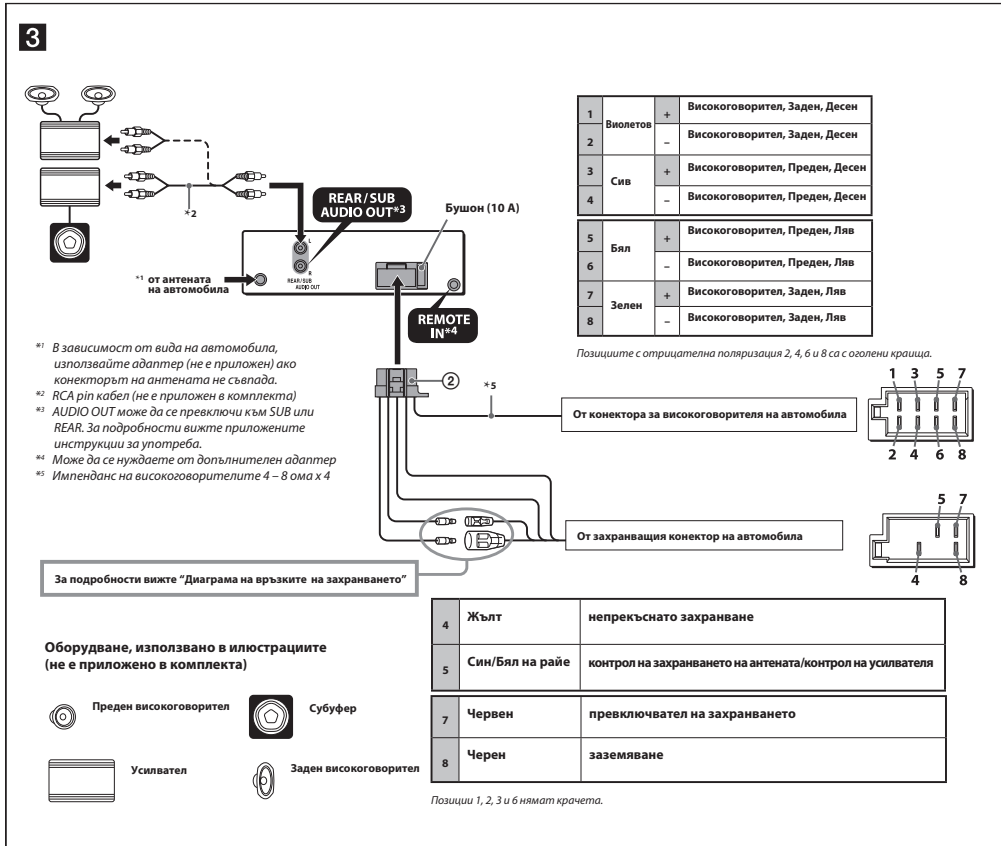 3
*2
REAR/SUB
AUDIO OUT*3
Бушон (10 A)
L
R
REAR/SUB
AUDIO OUT
*1 от антената
на автомобила
REMOTE
IN*4
1 Виолетов + Високоговорител, Заден, Десен
2 – Високоговорител, Заден, Десен
3 Сив + Високоговорител, Преден, Десен
4 – Високоговорител, Преден, Десен
5 Бял + Високоговорител, Преден, Ляв
6 – Високоговорител, Преден, Ляв
7 Зелен + Високоговорител, Заден, Ляв
8 – Високоговорител, Заден, Ляв
Позициите с отрицателна поляризация 2, 4, 6 и 8 са с оголени краища.
*1 В зависимост от вида на автомобила,
използвайте адаптер (не е приложен) ако
конекторът на антената не съвпада.
*2 RCA pin кабел (не е приложен в комплекта)
*3 AUDIO OUT може да се превключи към SUB или
REAR. За подробности вижте приложените
инструкции за употреба.
*4 Може да се нуждаете от допълнителен адаптер
*5 Импенданс на високоговорителите 4 – 8 ома x 4
2
*5
От конектора за високоговорителя на автомобила
1 3 5 7
2 4 6 8
От захранващия конектор на автомобила
5 7
4 8
За подробности вижте "Диаграма на връзките на захранването"
4 Жълт непрекъснато захранване
5 Син/Бял на райе контрол на захранването на антената/контрол на усилвателя
7 Червен превключвател на захранването
8 Черен заземяване
Позиции 1, 2, 3 и 6 нямат крачета.
Оборудване, използвано в илюстрациите
(не е приложено в комплекта)
Преден високоговорител
Субуфер
Усилвател
Заден високоговорител